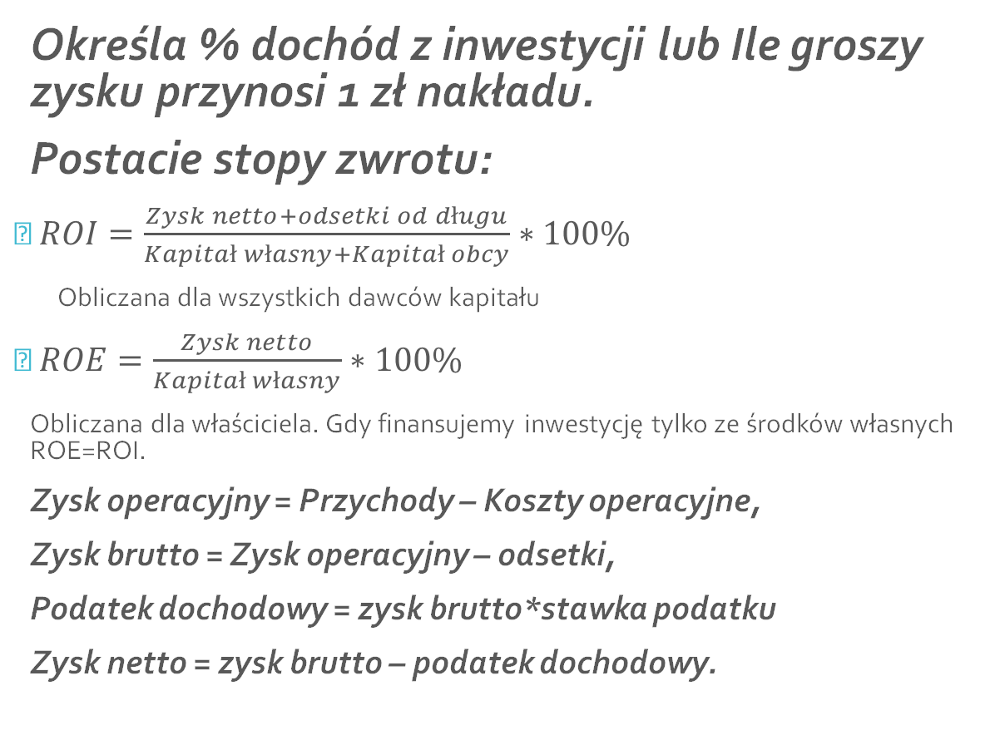 Określa % dochód z inwestycji lub Ile groszy
zysku przynosi 1 zł nakładu.
Postacie stopy zwrotu:
ROI = \frac{Zysk netto+odsetki od długu}{Kapitał własny+Kapitał obcy} * 100%
Obliczana dla wszystkich dawców kapitału
ROE = \frac{Zysk netto}{Kapitał własny} * 100%
Obliczana dla właściciela. Gdy finansujemy inwestycję tylko ze środków własnych
ROE=ROI.
Zysk operacyjny = Przychody – Koszty operacyjne,
Zysk brutto = Zysk operacyjny – odsetki,
Podatek dochodowy = zysk brutto*stawka podatku
Zysk netto = zysk brutto – podatek dochodowy.